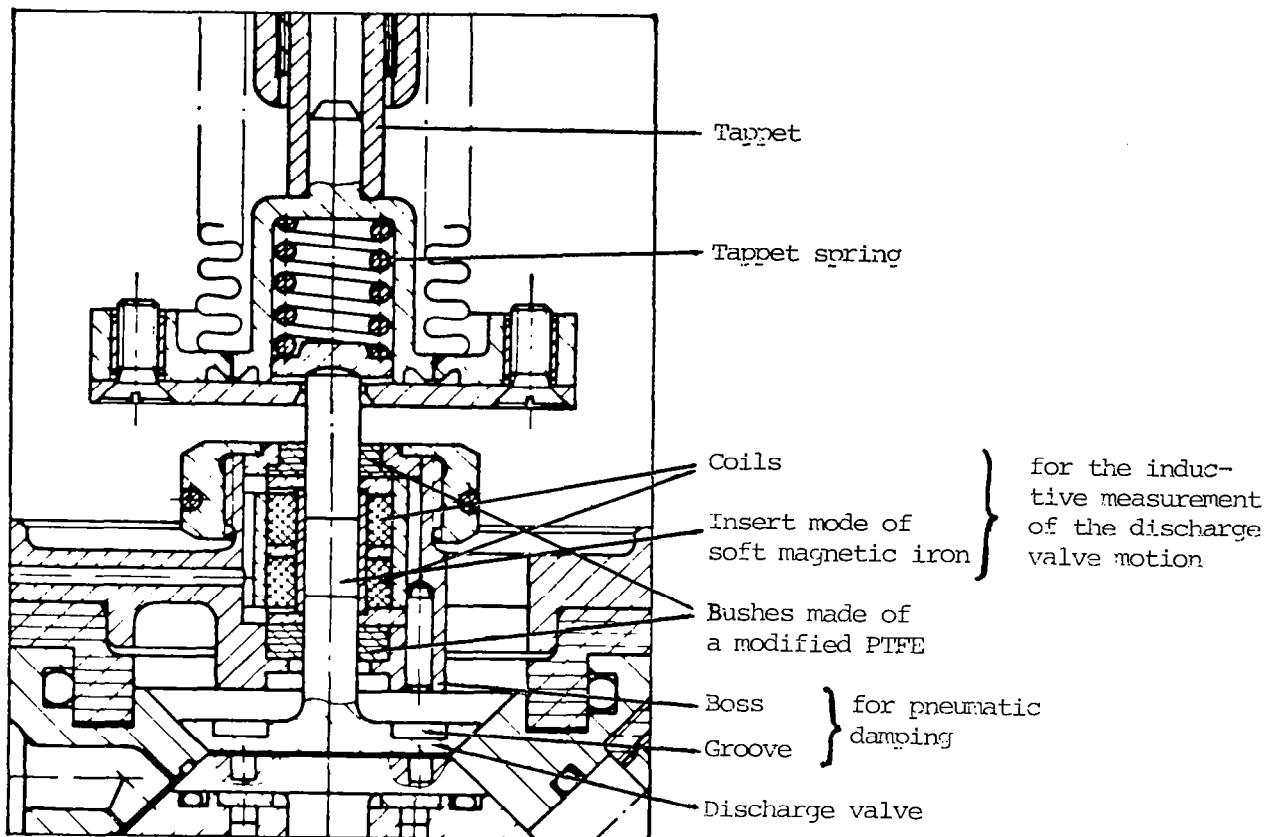 Tappet
Tappet spring
Coils
Insert mode of
soft magnetic iron
for the induc-
tive measurement
of the discharge
valve motion
Bushes made of
a modified PTFE
Boss
Groove
for pneumatic
damping
Discharge valve